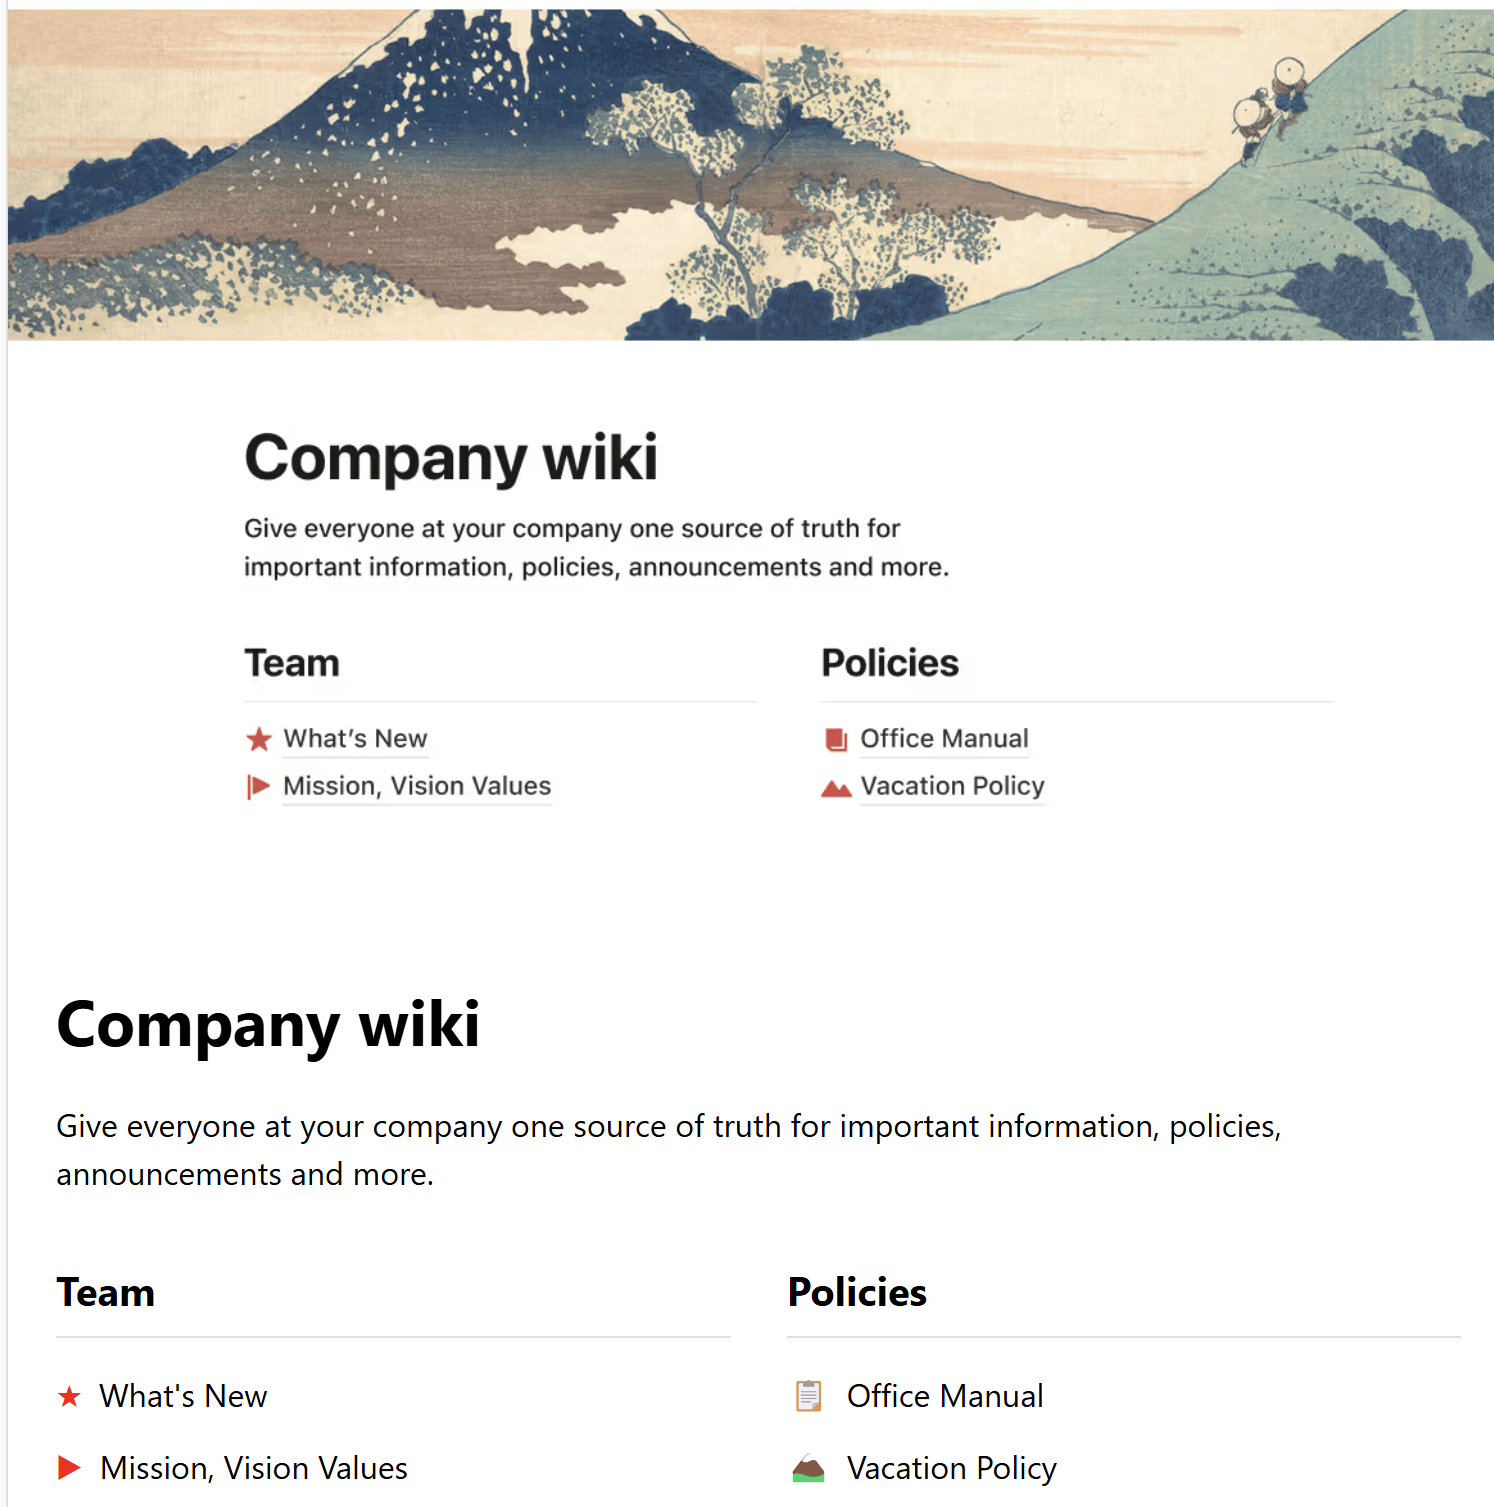 Company wiki
Give everyone at your company one source of truth for
important information, policies, announcements and more.
Team
What’s New
Mission, Vision Values
Policies
Office Manual
Vacation Policy
Company wiki
Give everyone at your company one source of truth for important information, policies,
announcements and more.
Team
What's New
Mission, Vision Values
Policies
Office Manual
Vacation Policy